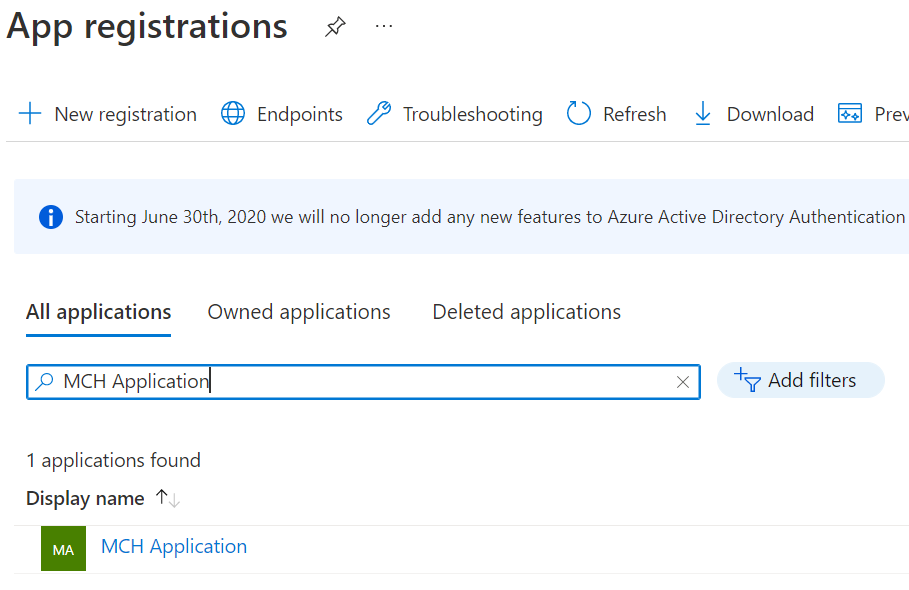 App registrations
New registration Endpoints Troubleshooting Refresh Download Prev
Starting June 30th, 2020 we will no longer add any new features to Azure Active Directory Authentication
All applications Owned applications Deleted applications
MCH Application Add filters
1 applications found
Display name
MA MCH Application